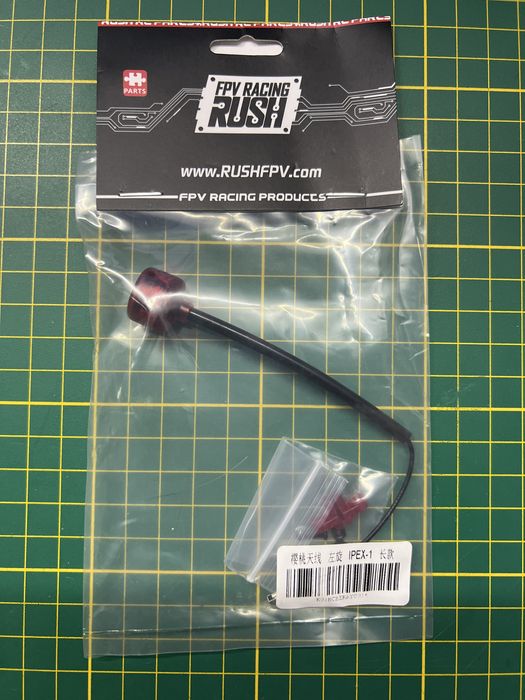 PARTS
FPV RACING
RUSH
www.RUSHFPV.com
FPV RACING PRODUCTS
樱桃天线 左旋 IPEX-1 长款